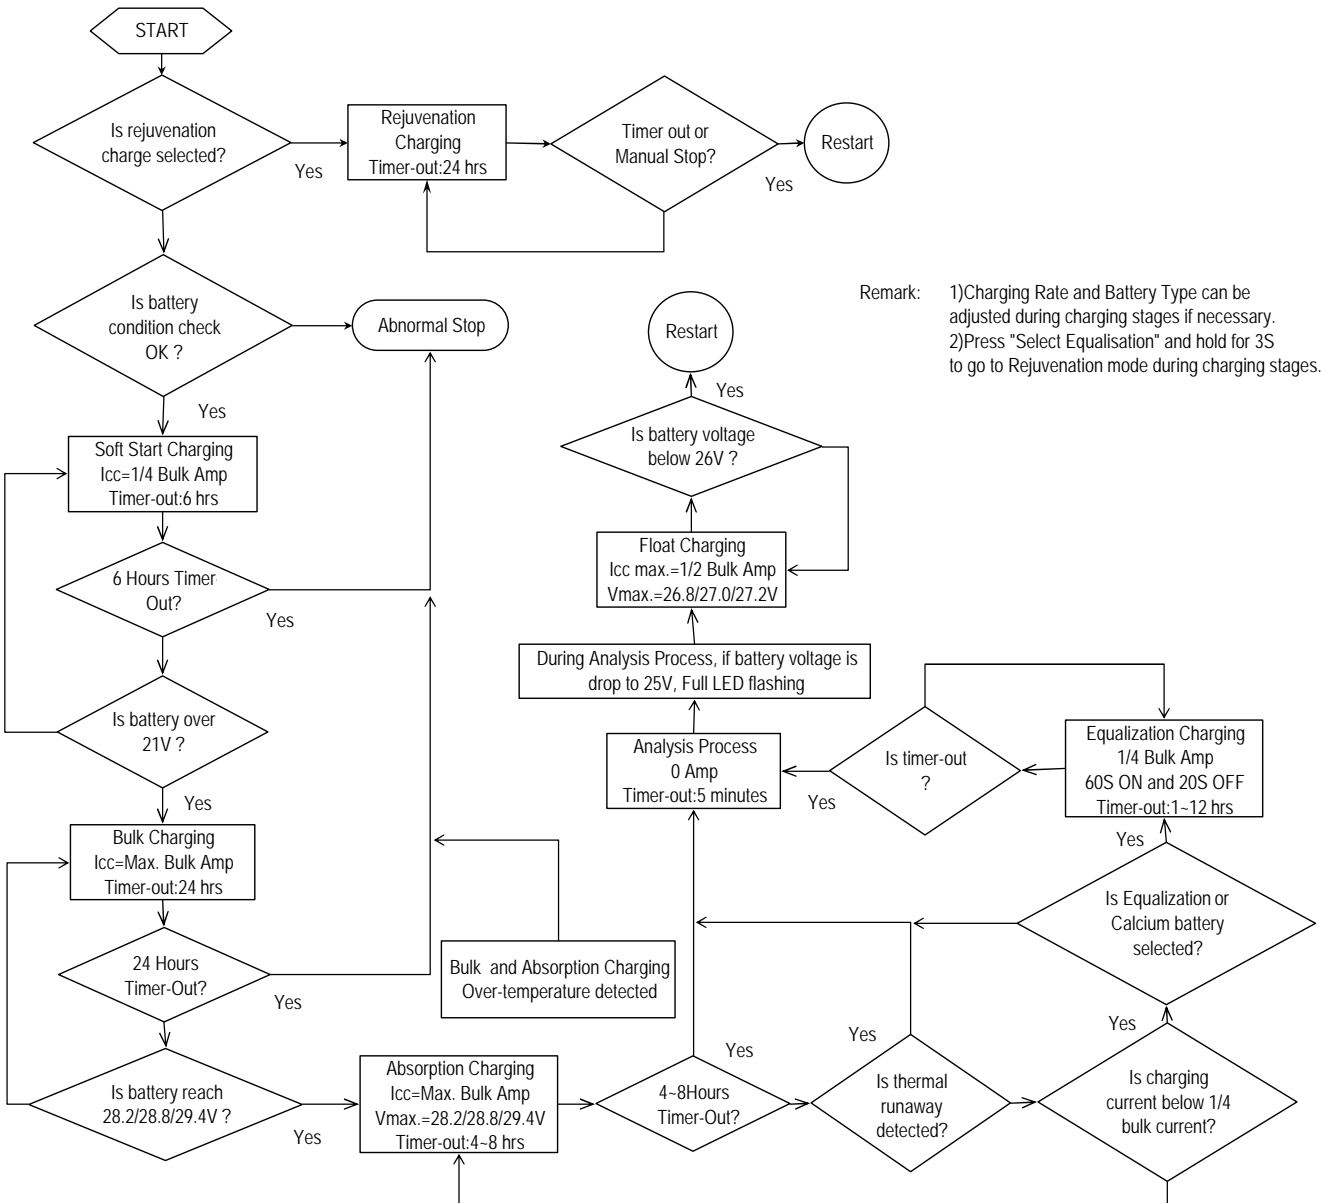 START
Is rejuvenation
charge selected?
Yes
Rejuvenation
Charging
Timer-out:24 hrs
Timer out or
Manual Stop?
Yes
Restart
Is battery
condition check
OK ?
Yes
Abnormal Stop
Restart
Remark: 1)Charging Rate and Battery Type can be
adjusted during charging stages if necessary.
2)Press "Select Equalisation" and hold for 3S
to go to Rejuvenation mode during charging stages.
Soft Start Charging
Icc=1/4 Bulk Amp
Timer-out:6 hrs
Yes
Is battery voltage
below 26V ?
6 Hours Timer-
Out?
Yes
Float Charging
Icc max.=1/2 Bulk Amp
Vmax.=26.8/27.0/27.2V
During Analysis Process, if battery voltage is
drop to 25V, Full LED flashing
Is battery over
21V ?
Yes
Analysis Process
0 Amp
Timer-out:5 minutes
Yes
Is timer-out
?
Equalization Charging
1/4 Bulk Amp
60S ON and 20S OFF
Timer-out:1~12 hrs
Yes
Bulk Charging
Icc=Max. Bulk Amp
Timer-out:24 hrs
Is Equalization or
Calcium battery
selected?
24 Hours
Timer-Out?
Yes
Bulk and Absorption Charging
Over-temperature detected
Is battery reach
28.2/28.8/29.4V ?
Yes
Absorption Charging
Icc=Max. Bulk Amp
Vmax.=28.2/28.8/29.4V
Timer-out:4~8 hrs
4~8Hours
Timer-Out?
Yes
Is thermal
runaway
detected?
Yes
Is charging
current below 1/4
bulk current?
Yes